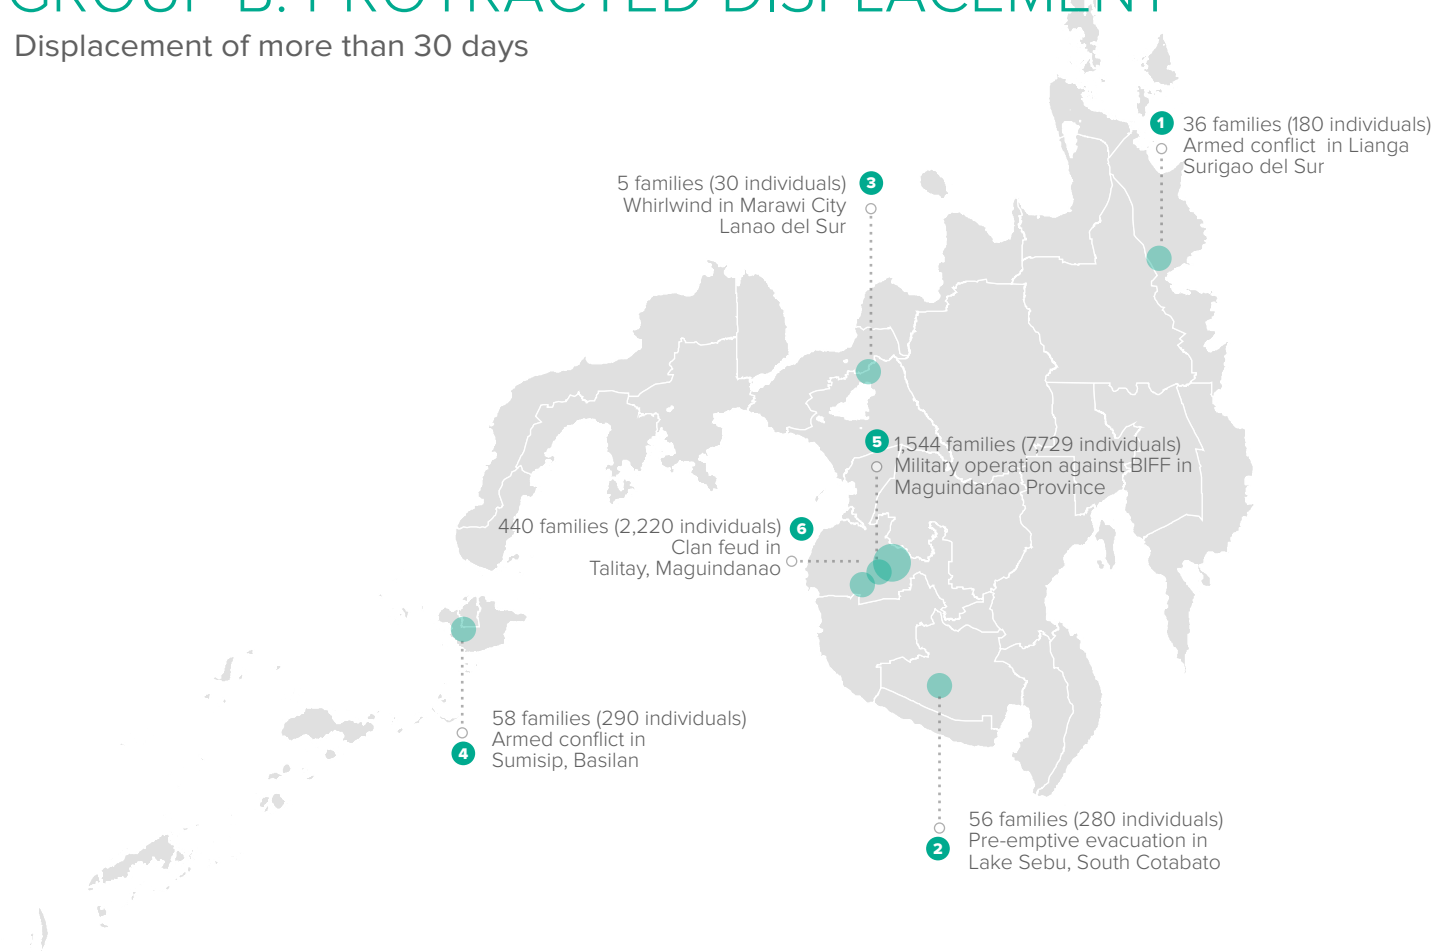 GROUP B: PROTRACTED DISPLACEMENT
Displacement of more than 30 days
1
36 families (180 individuals)
Armed conflict in Lianga
Surigao del Sur
3
5 families (30 individuals)
Whirlwind in Marawi City
Lanao del Sur
5
1,544 families (7,729 individuals)
Military operation against BIFF in
Maguindanao Province
6
440 families (2,220 individuals)
Clan feud in
Talitay, Maguindanao
4
58 families (290 individuals)
Armed conflict in
Sumisip, Basilan
2
56 families (280 individuals)
Pre-emptive evacuation in
Lake Sebu, South Cotabato